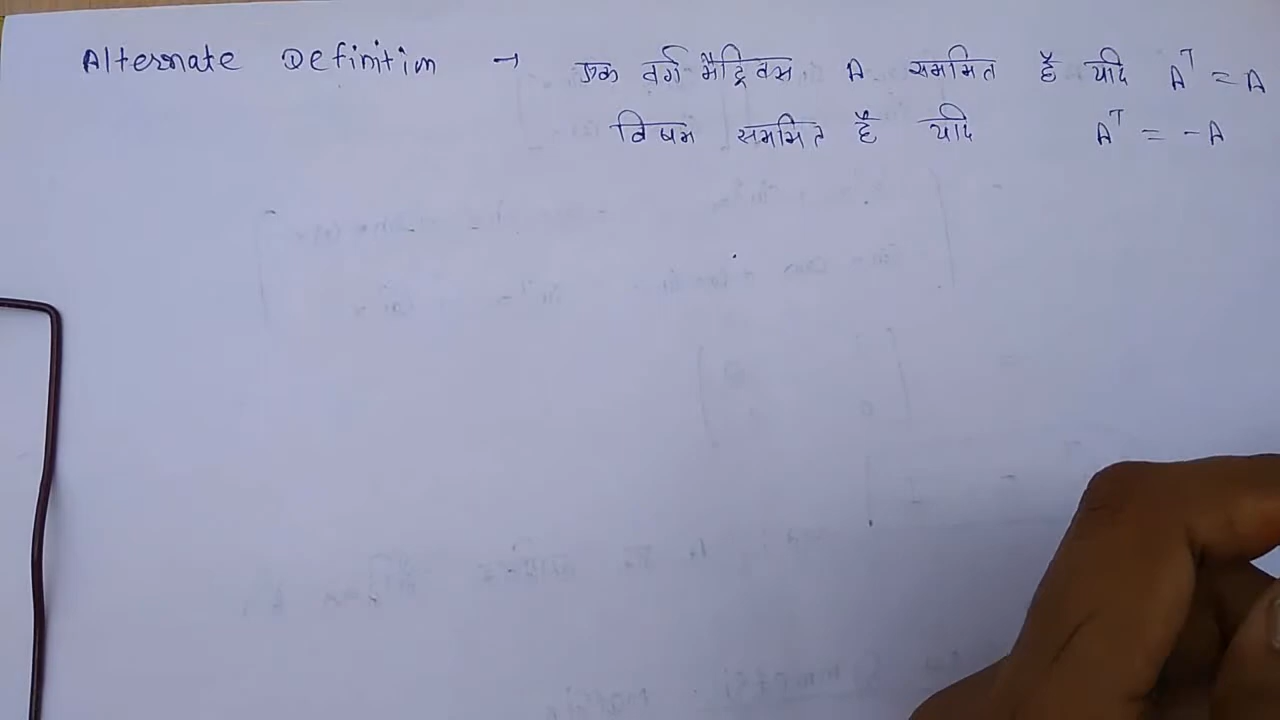 Alternate Definition → एक वर्ग मैट्रिक्स A सममित है यदि A^T = A
विषम सममित है यदि A^T = -A